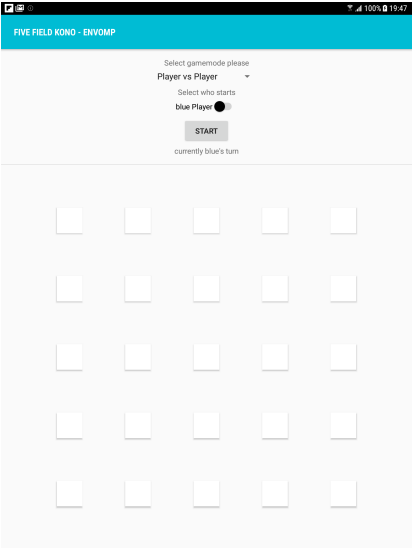 100% 19:47
FIVE FIELD KONO - ENVOMP
Select gamemode please
Player vs Player
Select who starts
blue Player
START
currently blue's turn